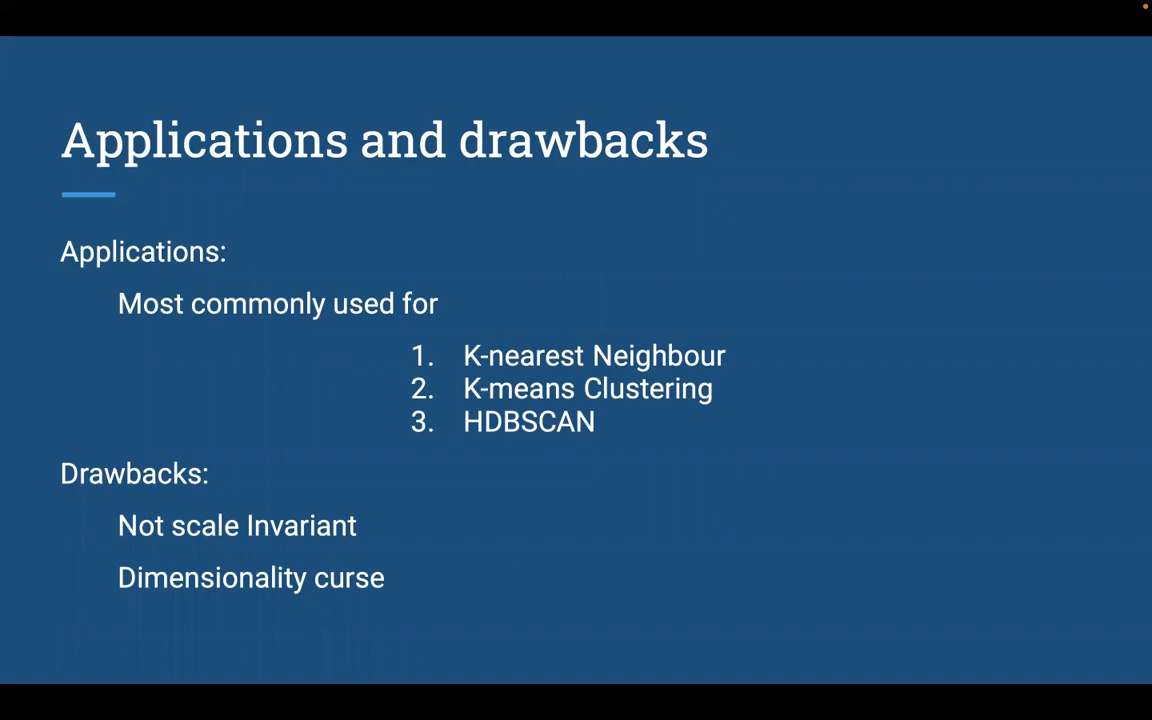 Applications and drawbacks
Applications:
Most commonly used for
1. K-nearest Neighbour
2. K-means Clustering
3. HDBSCAN
Drawbacks:
Not scale Invariant
Dimensionality curse